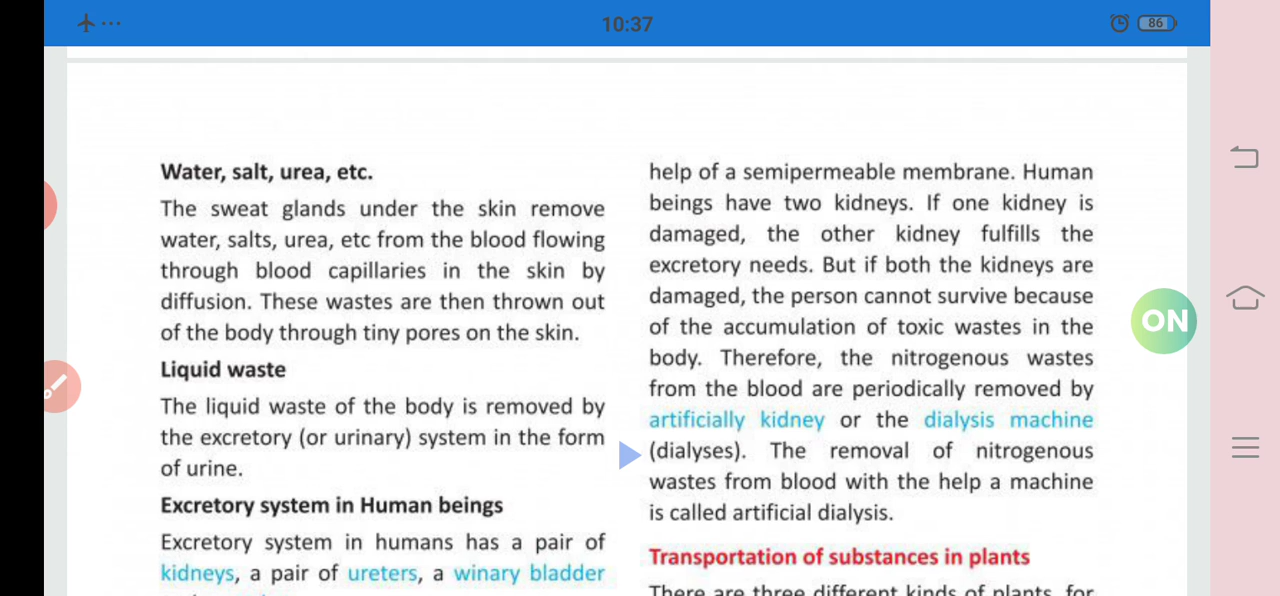 10:37
86
Water, salt, urea, etc.
The sweat glands under the skin remove
water, salts, urea, etc from the blood flowing
through blood capillaries in the skin by
diffusion. These wastes are then thrown out
of the body through tiny pores on the skin.
Liquid waste
The liquid waste of the body is removed by
the excretory (or urinary) system in the form
of urine.
Excretory system in Human beings
Excretory system in humans has a pair of
kidneys, a pair of ureters, a winary bladder
help of a semipermeable membrane. Human
beings have two kidneys. If one kidney is
damaged, the other kidney fulfills the
excretory needs. But if both the kidneys are
damaged, the person cannot survive because
of the accumulation of toxic wastes in the
body. Therefore, the nitrogenous wastes
from the blood are periodically removed by
artificially kidney or the dialysis machine
(dialyses). The removal of nitrogenous
wastes from blood with the help a machine
is called artificial dialysis.
Transportation of substances in plants
There are three different kinds of plants, for
ON